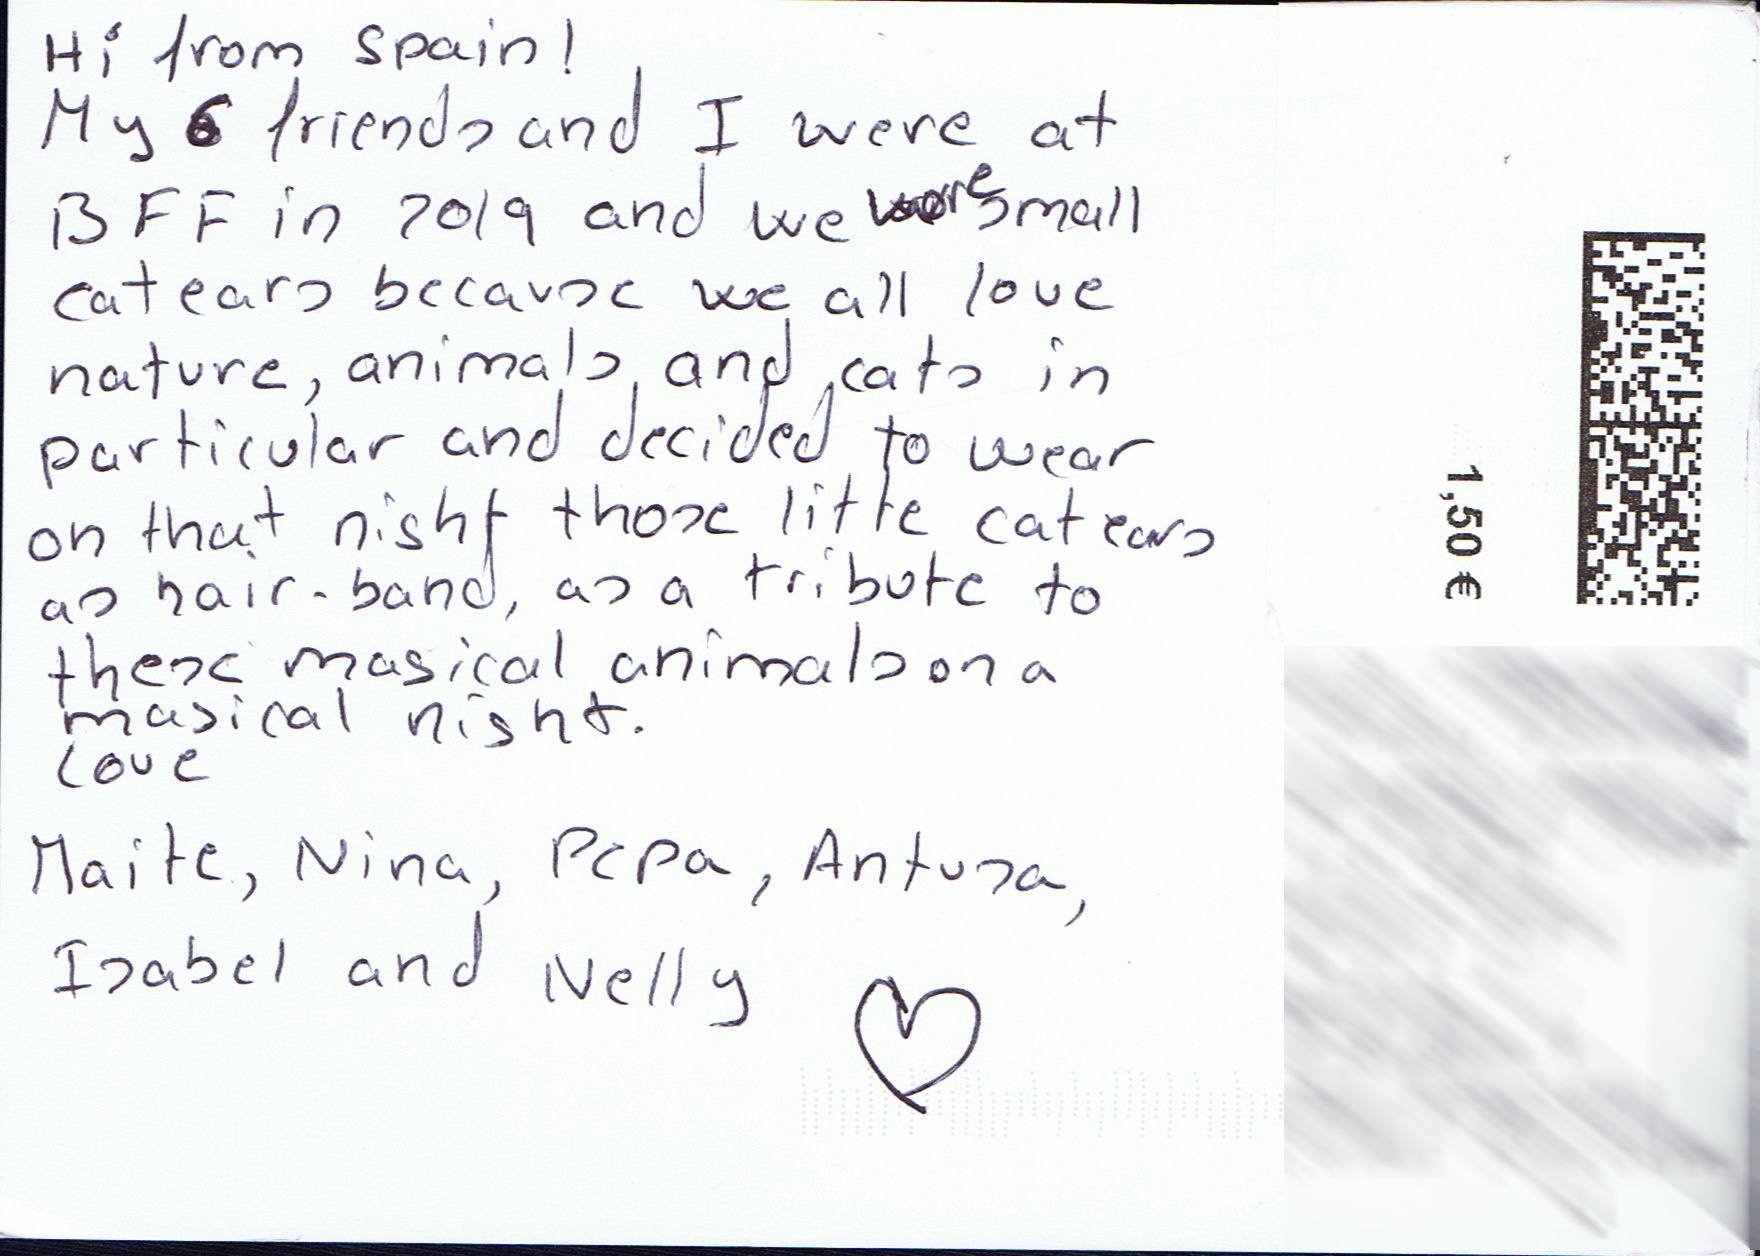 Hi from Spain!
My 6 friends and I were at
BFF in 2019 and we wore small
cat ears because we all love
nature, animals, and cats in
particular and decided to wear
on that night those litte cat ears
as hair-band, as a tribute to
these magical animals on a
magical night.
Love
Maite, Nina, Pepa, Antusa,
Isabel and Nelly
1,50 €